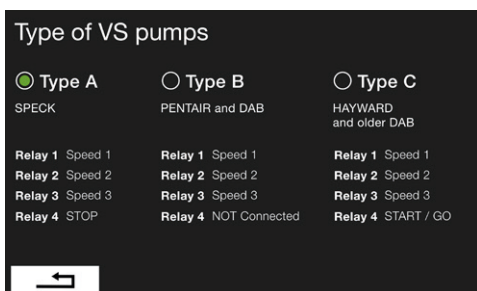 Type of VS pumps
Type A
SPECK
Relay 1 Speed 1
Relay 2 Speed 2
Relay 3 Speed 3
Relay 4 STOP
Type B
PENTAIR and DAB
Relay 1 Speed 1
Relay 2 Speed 2
Relay 3 Speed 3
Relay 4 NOT Connected
Type C
HAYWARD
and older DAB
Relay 1 Speed 1
Relay 2 Speed 2
Relay 3 Speed 3
Relay 4 START / GO